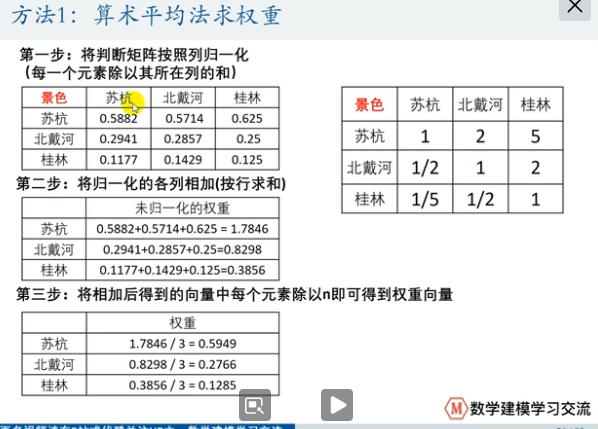 方法1：算术平均法求权重
第一步：将判断矩阵按照列归一化
（每一个元素除以其所在列的和）
景色 苏杭 北戴河 桂林
苏杭 0.5882 0.5714 0.625
北戴河 0.2941 0.2857 0.25
桂林 0.1177 0.1429 0.125
景色 苏杭 北戴河 桂林
苏杭 1 2 5
北戴河 1/2 1 2
桂林 1/5 1/2 1
第二步：将归一化的各列相加(按行求和)
未归一化的权重
苏杭 0.5882+0.5714+0.625 = 1.7846
北戴河 0.2941+0.2857+0.25=0.8298
桂林 0.1177+0.1429+0.125=0.3856
第三步：将相加后得到的向量中每个元素除以n即可得到权重向量
权重
苏杭 1.7846 / 3 = 0.5949
北戴河 0.8298 / 3 = 0.2766
桂林 0.3856 / 3 = 0.1285
数学建模学习交流